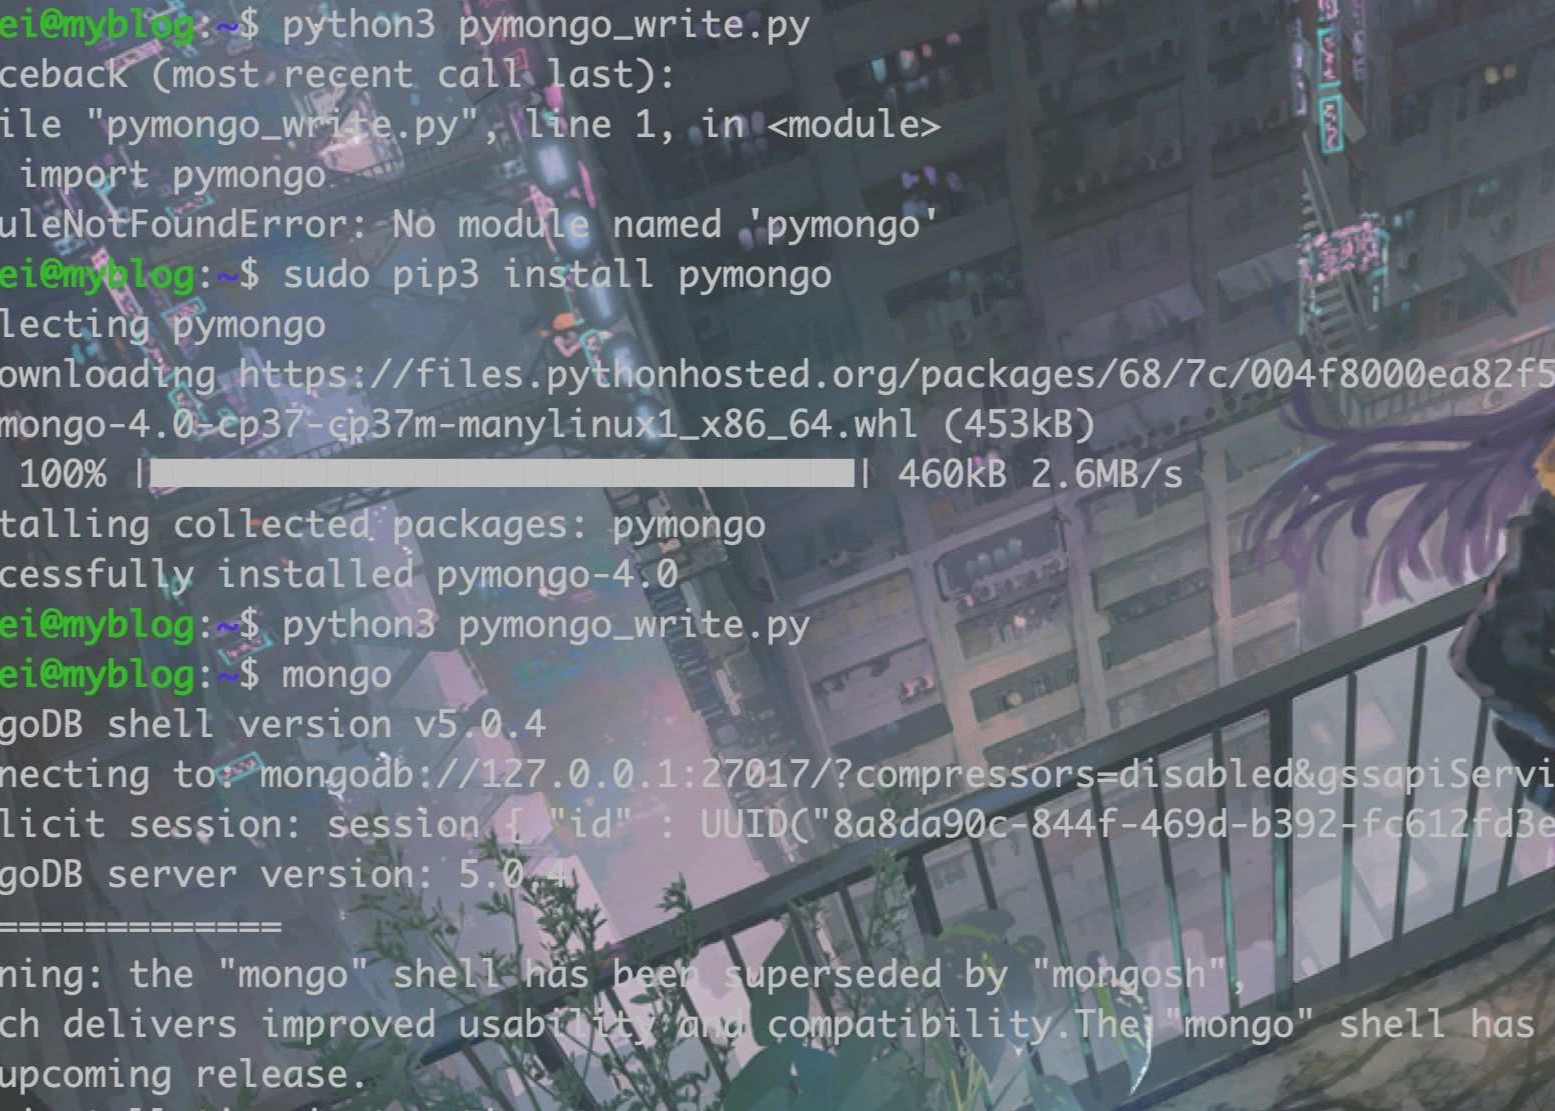 ei@myblog:~$ python3 pymongo_write.py
ceback (most recent call last):
ile "pymongo_write.py", line 1, in <module>
import pymongo
uleNotFoundError: No module named 'pymongo'
ei@myblog:~$ sudo pip3 install pymongo
lecting pymongo
ownloading https://files.pythonhosted.org/packages/68/7c/004f8000ea82f5
mongo-4.0-cp37-cp37m-manylinux1_x86_64.whl (453kB)
100% |████████████████████████████████| 460kB 2.6MB/s
talling collected packages: pymongo
cessfully installed pymongo-4.0
ei@myblog:~$ python3 pymongo_write.py
ei@myblog:~$ mongo
goDB shell version v5.0.4
necting to: mongodb://127.0.0.1:27017/?compressors=disabled&gssapiServi
licit session: session { "id" : UUID("8a8da90c-844f-469d-b392-fc612fd3e
goDB server version: 5.0.4
=============
ning: the "mongo" shell has been superseded by "mongosh",
ch delivers improved usability and compatibility.The "mongo" shell has
upcoming release.